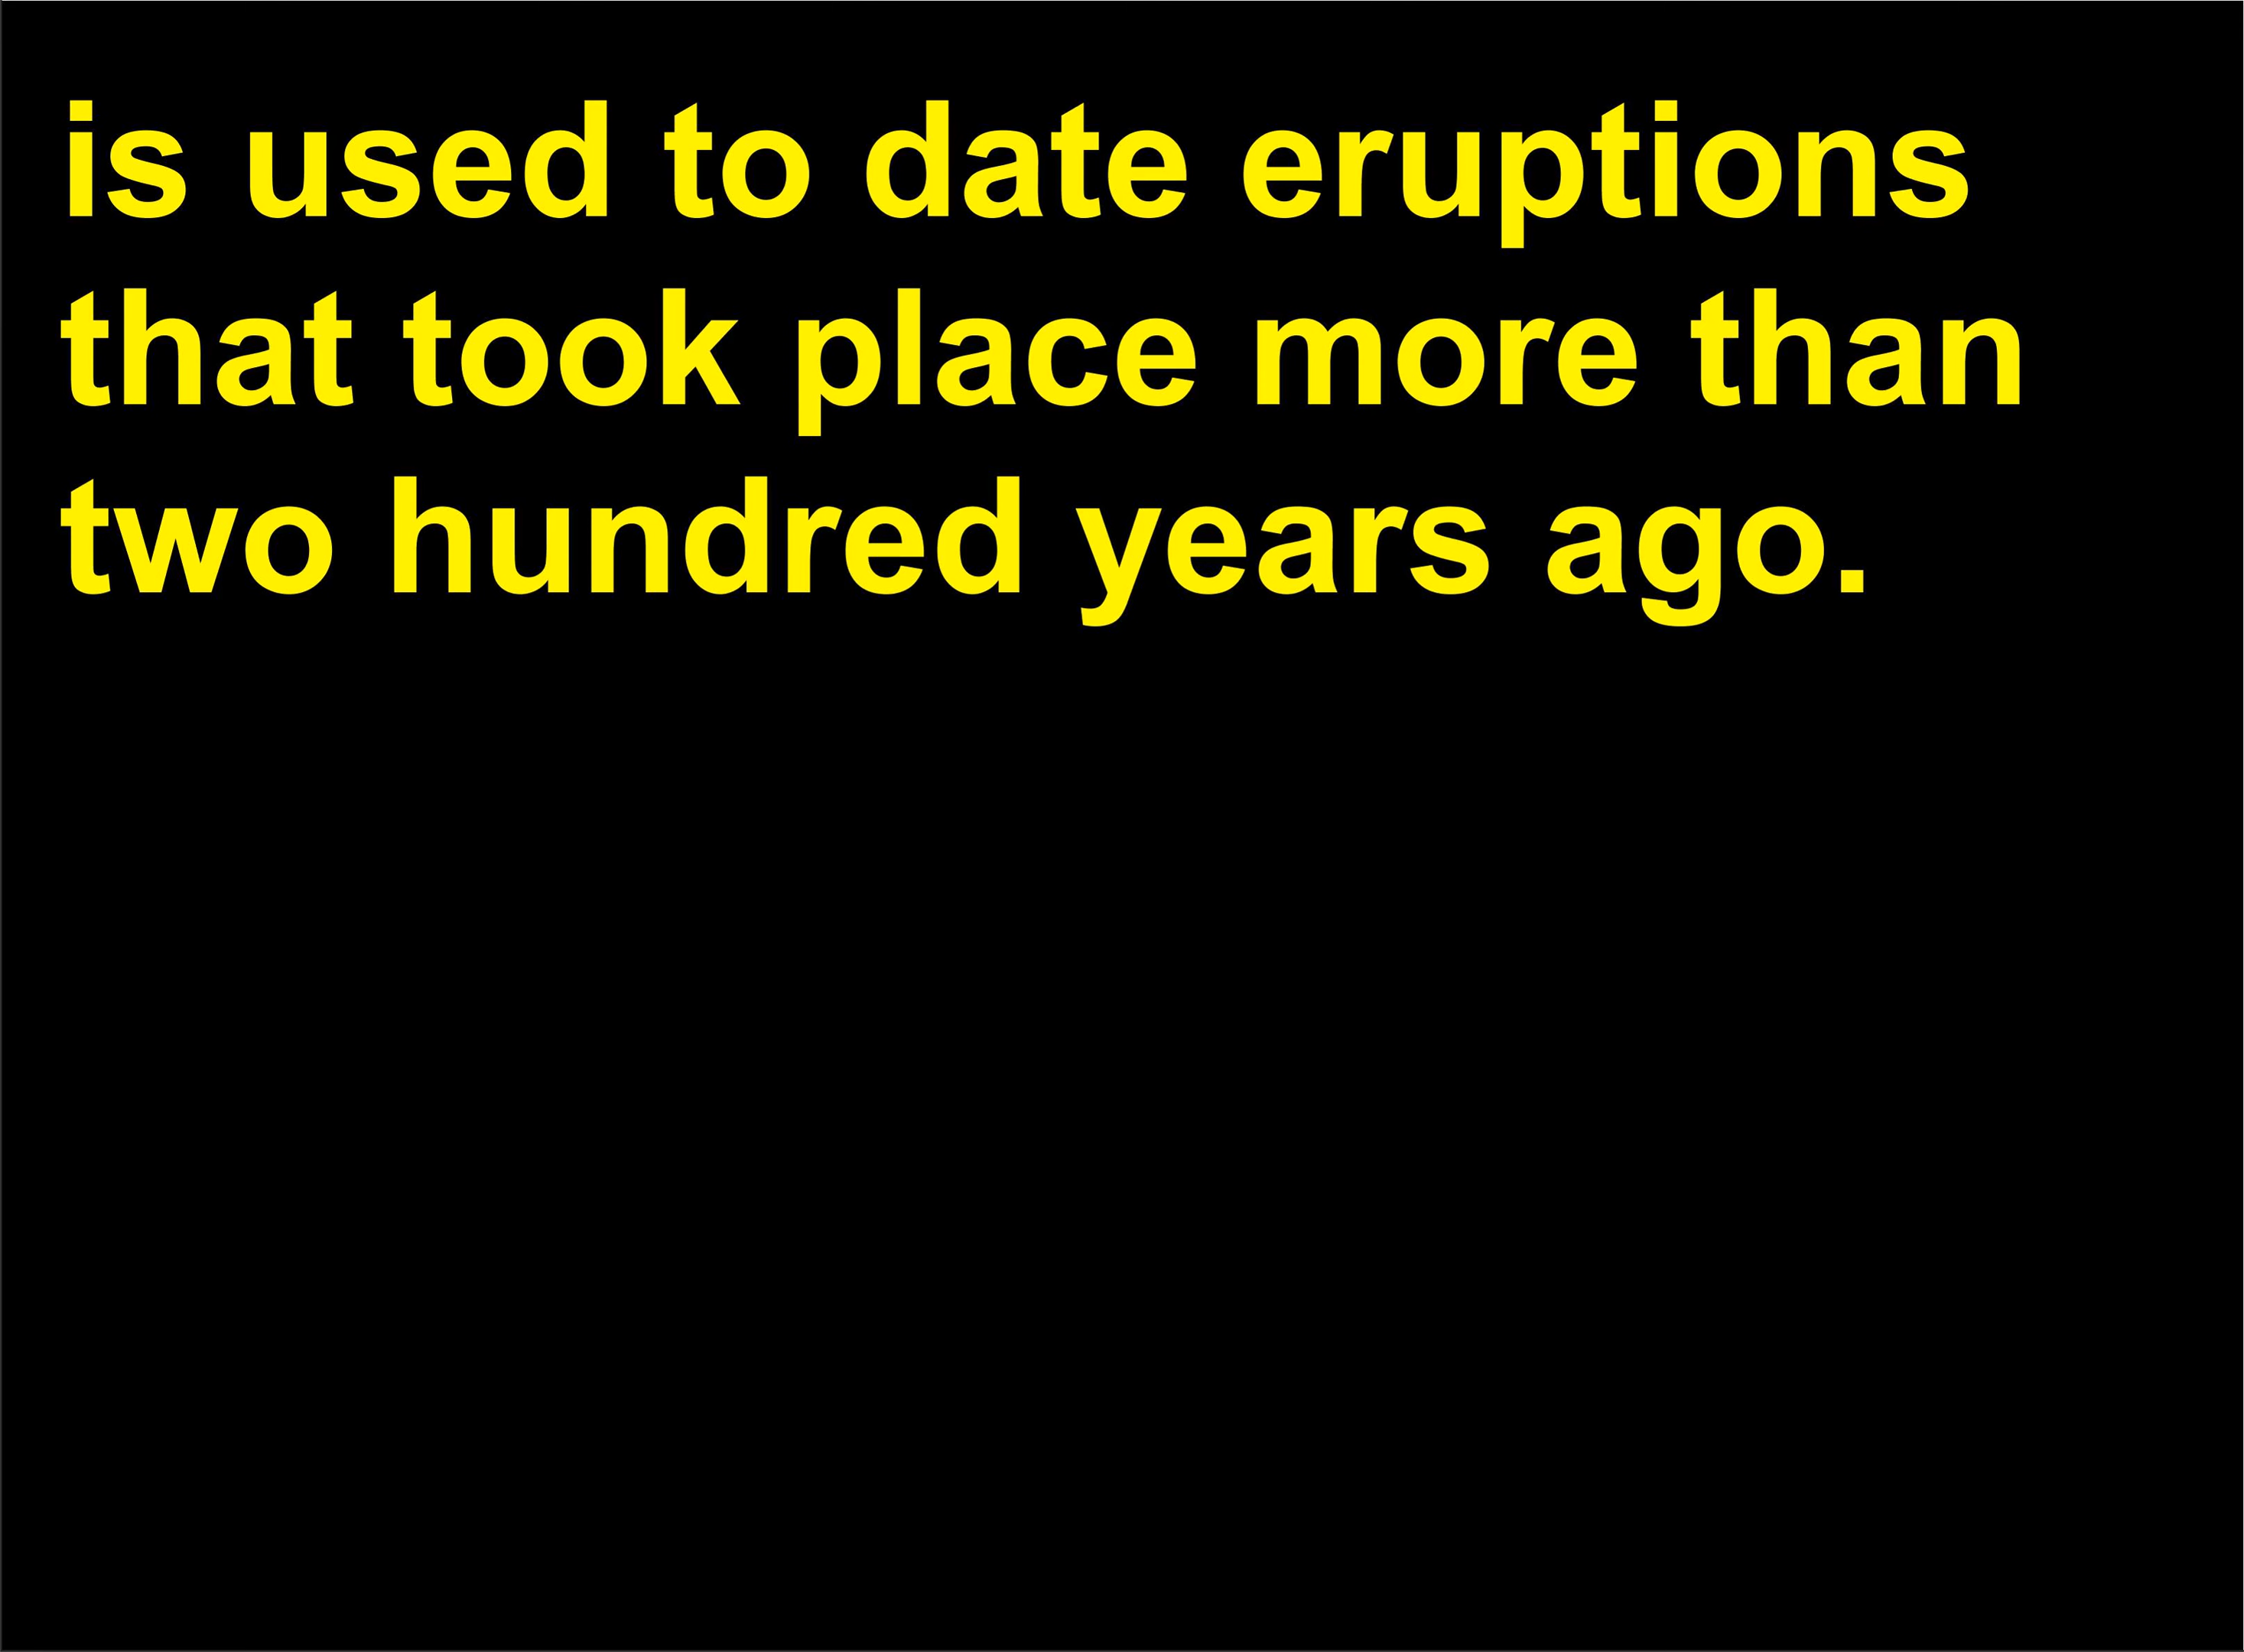 is used to date eruptions
that took place more than
two hundred years ago.